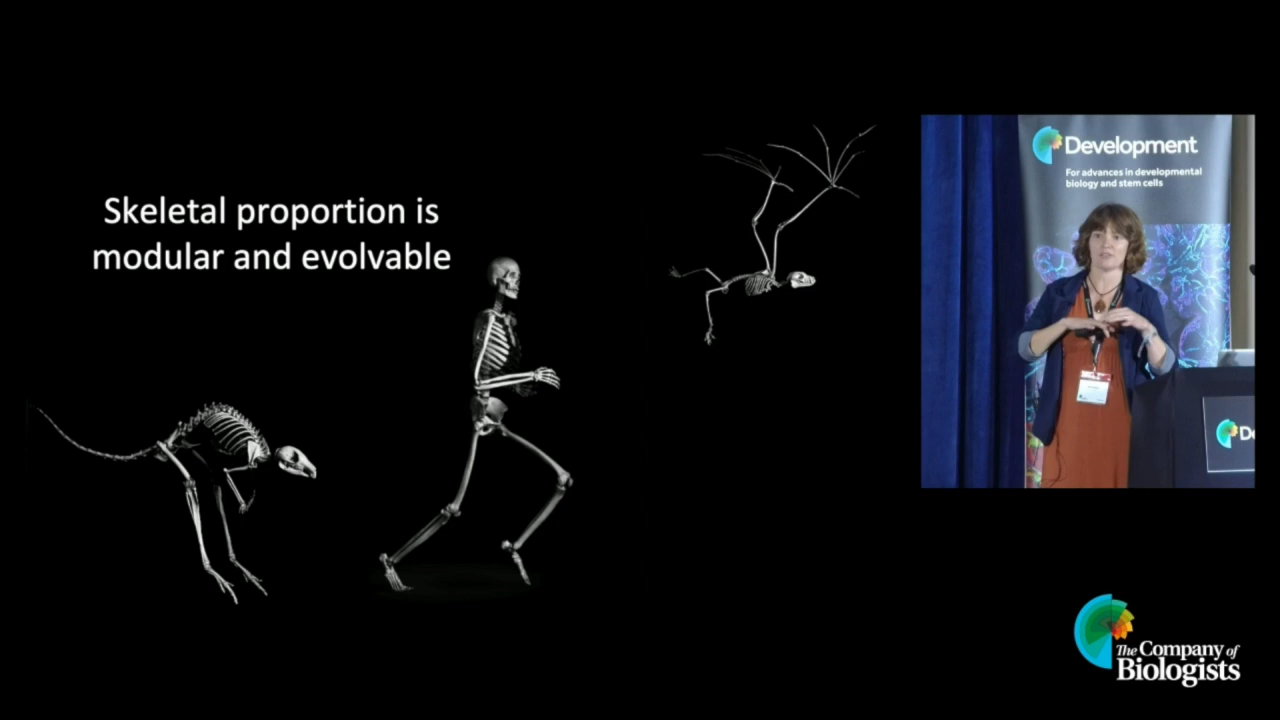 Skeletal proportion is
modular and evolvable
Development
For advances in developmental
biology and stem cells
De
The Company of
Biologists